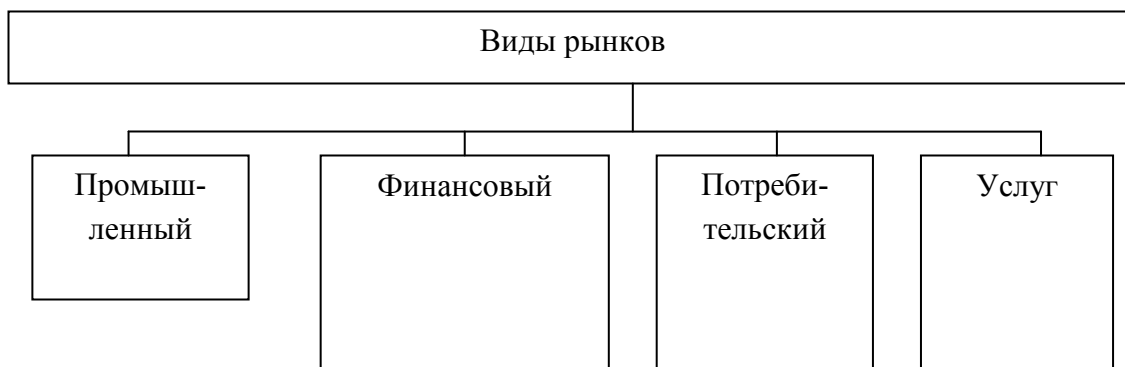 Виды рынков
Промыш-
ленный
Финансовый
Потреби-
тельский
Услуг